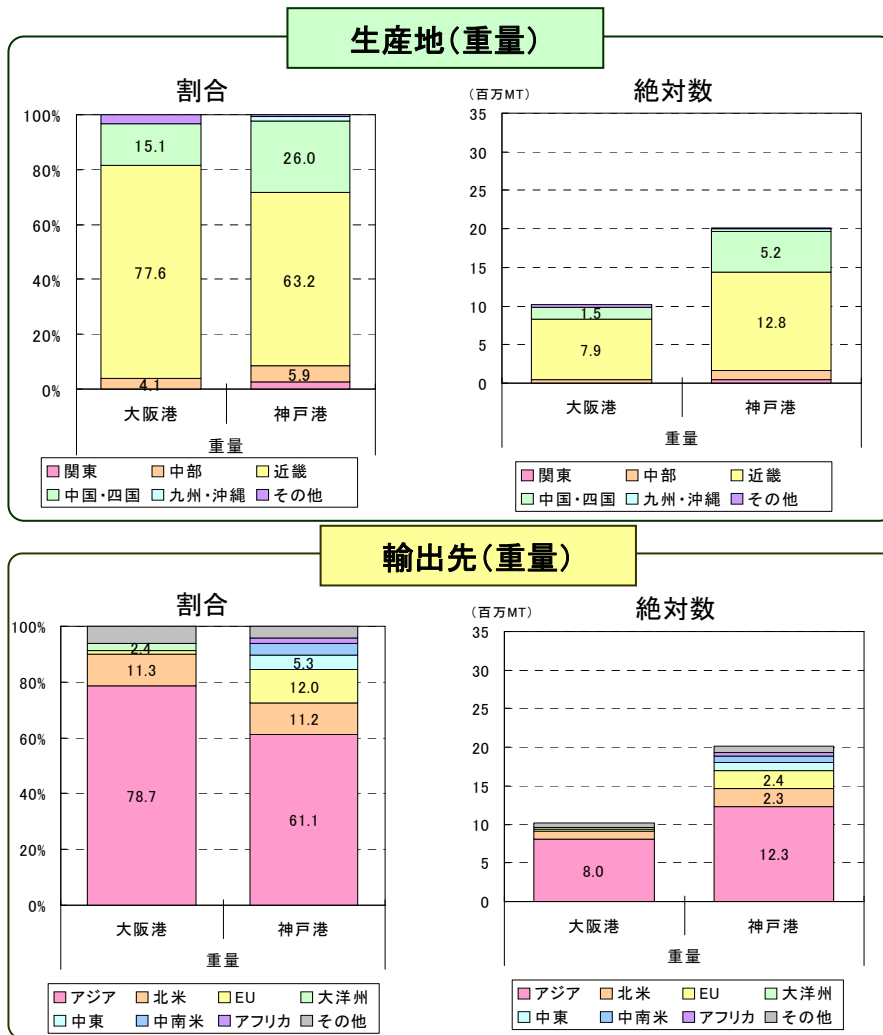 生産地(重量)
割合
100%
80%
60%
40%
20%
0%
15.1
77.6
4.1
26.0
63.2
5.9
大阪港
神戸港
重量
関東 中部 近畿
中国・四国 九州・沖縄 その他
(百万MT)
絶対数
35
30
25
20
15
10
5
0
1.5
7.9
5.2
12.8
大阪港
神戸港
重量
関東 中部 近畿
中国・四国 九州・沖縄 その他
輸出先(重量)
割合
100%
80%
60%
40%
20%
0%
2.4
11.3
78.7
5.3
12.0
11.2
61.1
大阪港
神戸港
重量
アジア 北米 EU 大洋州
中東 中南米 アフリカ その他
(百万MT)
絶対数
35
30
25
20
15
10
5
0
8.0
2.4
2.3
12.3
大阪港
神戸港
重量
アジア 北米 EU 大洋州
中東 中南米 アフリカ その他